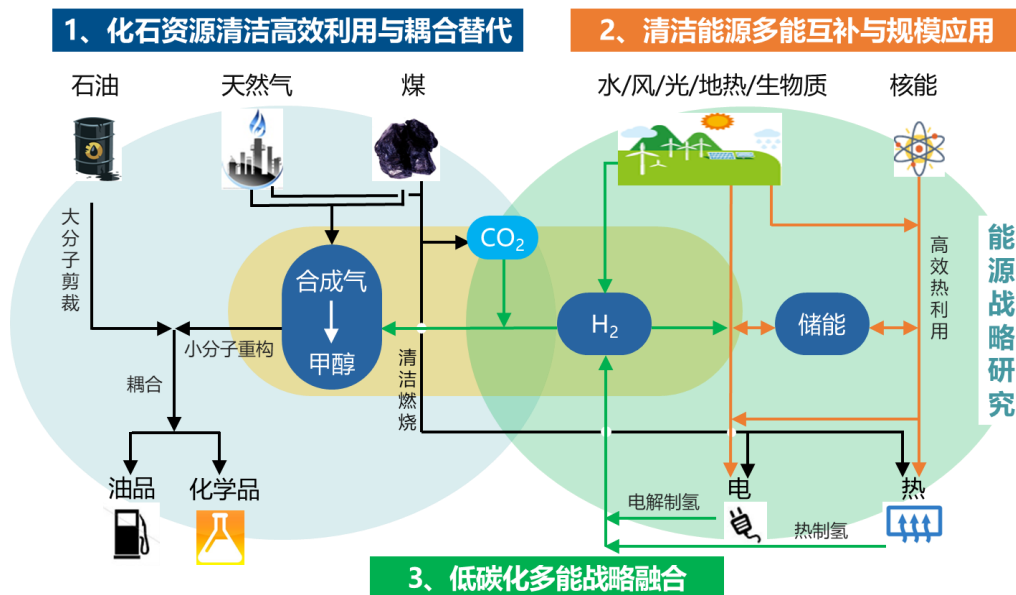 1、化石资源清洁高效利用与耦合替代
2、清洁能源多能互补与规模应用
石油
天然气
煤
水/风/光/地热/生物质
核能
大分子剪裁
CO₂
合成气
甲醇
H₂
储能
高效热利用
能源战略研究
小分子重构
清洁燃烧
耦合
油品
化学品
电
热
电解制氢
热制氢
3、低碳化多能战略融合